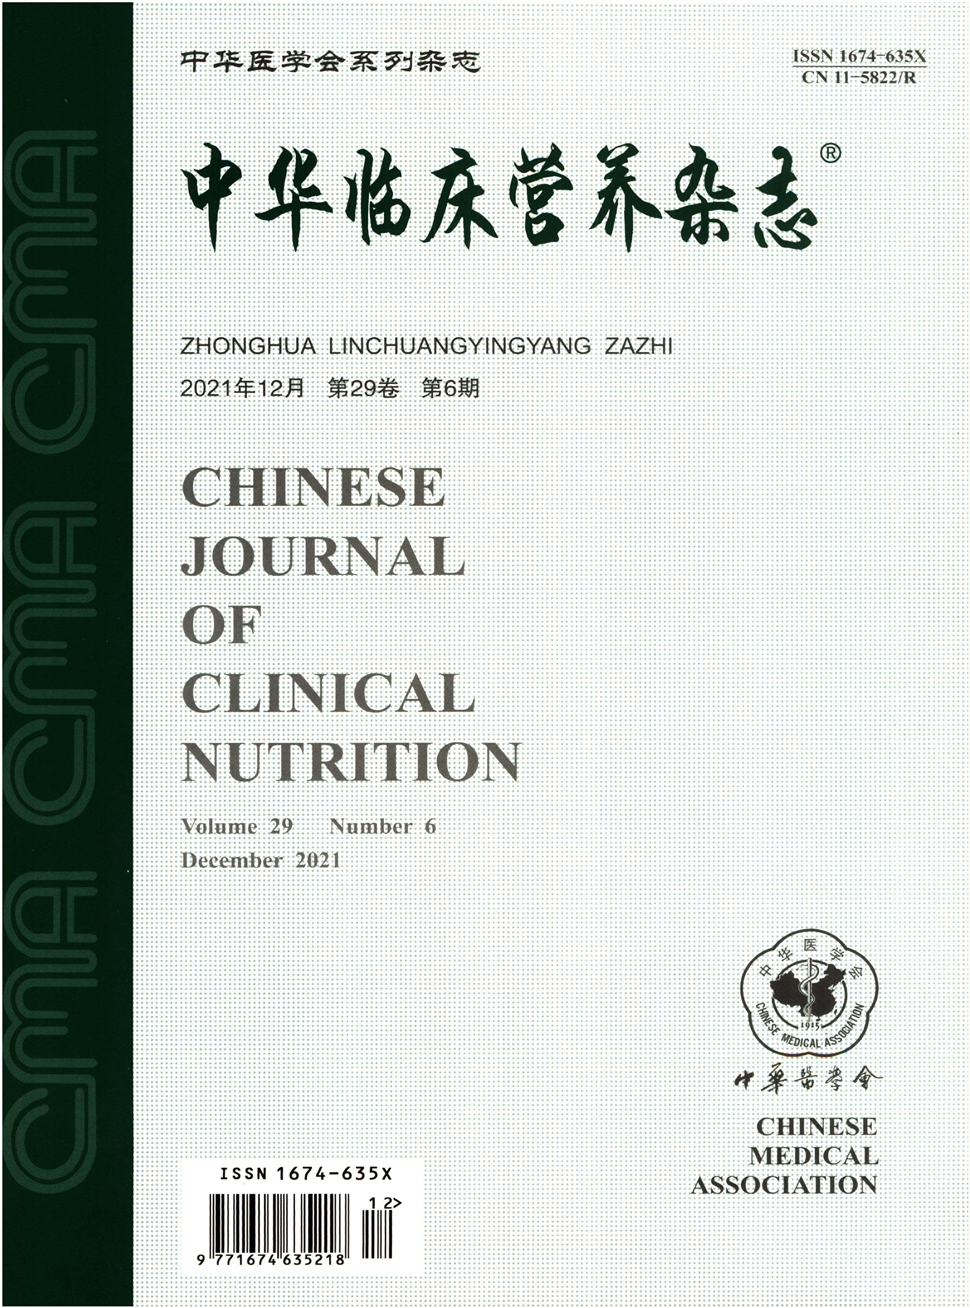 中华医学会系列杂志
ISSN 1674-635X
CN 11-5822/R
中华临床营养杂志®
ZHONGHUA LINCHUANGYINGYANG ZAZHI
2021年12月 第29卷 第6期
CHINESE
JOURNAL
OF
CLINICAL
NUTRITION
Volume 29 Number 6
December 2021
CMA CMA CMA
中华医学会
1915
CHINESE MEDICAL ASSOCIATION
中華醫學會
CHINESE
MEDICAL
ASSOCIATION
ISSN 1674-635X
12>
9 771674 635218